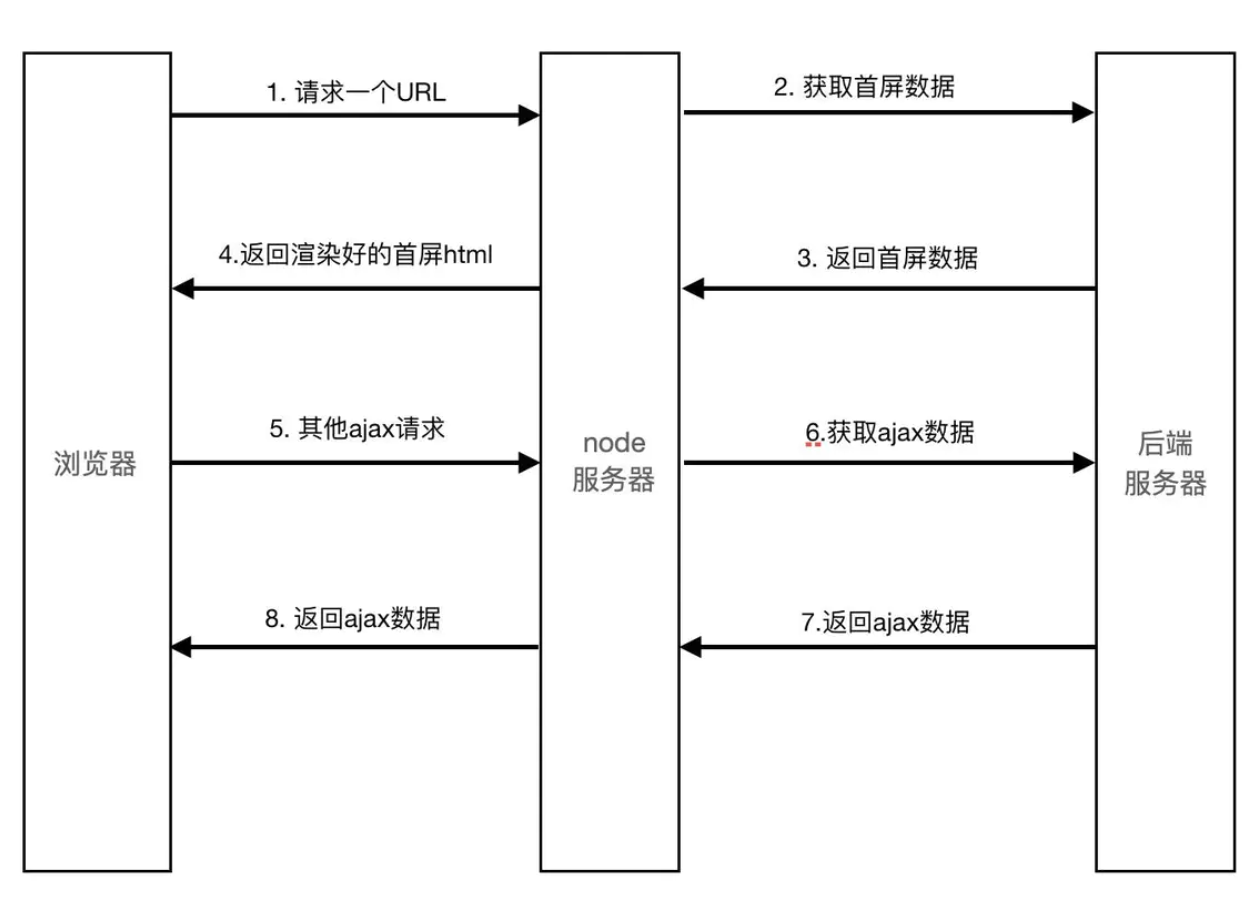 1. 请求一个URL
2. 获取首屏数据
4.返回渲染好的首屏html
3. 返回首屏数据
5. 其他ajax请求
6.获取ajax数据
浏览器
node
服务器
后端
服务器
8. 返回ajax数据
7.返回ajax数据